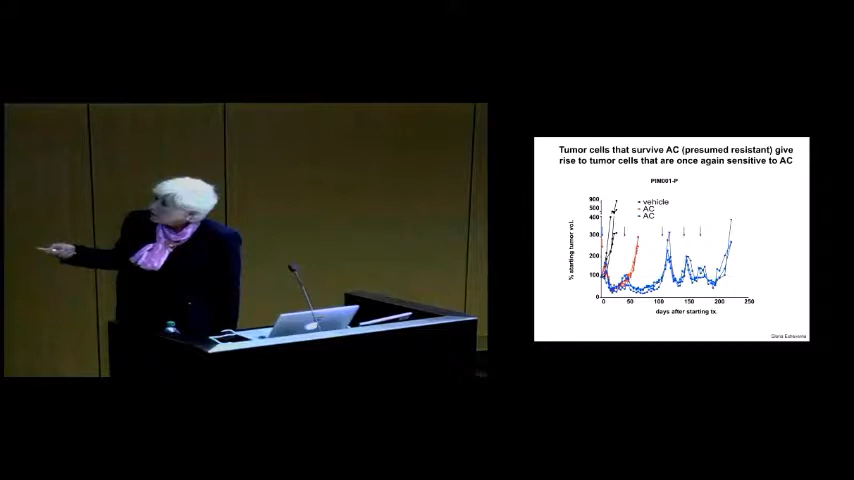 Tumor cells that survive AC (presumed resistant) give
rise to tumor cells that are once again sensitive to AC
PIM001-P
vehicle
AC
AC
900
500
400
300
200
100
0
% starting tumor vol.
0 50 100 150 200 250
days after starting tx.
Gloria Echeverria